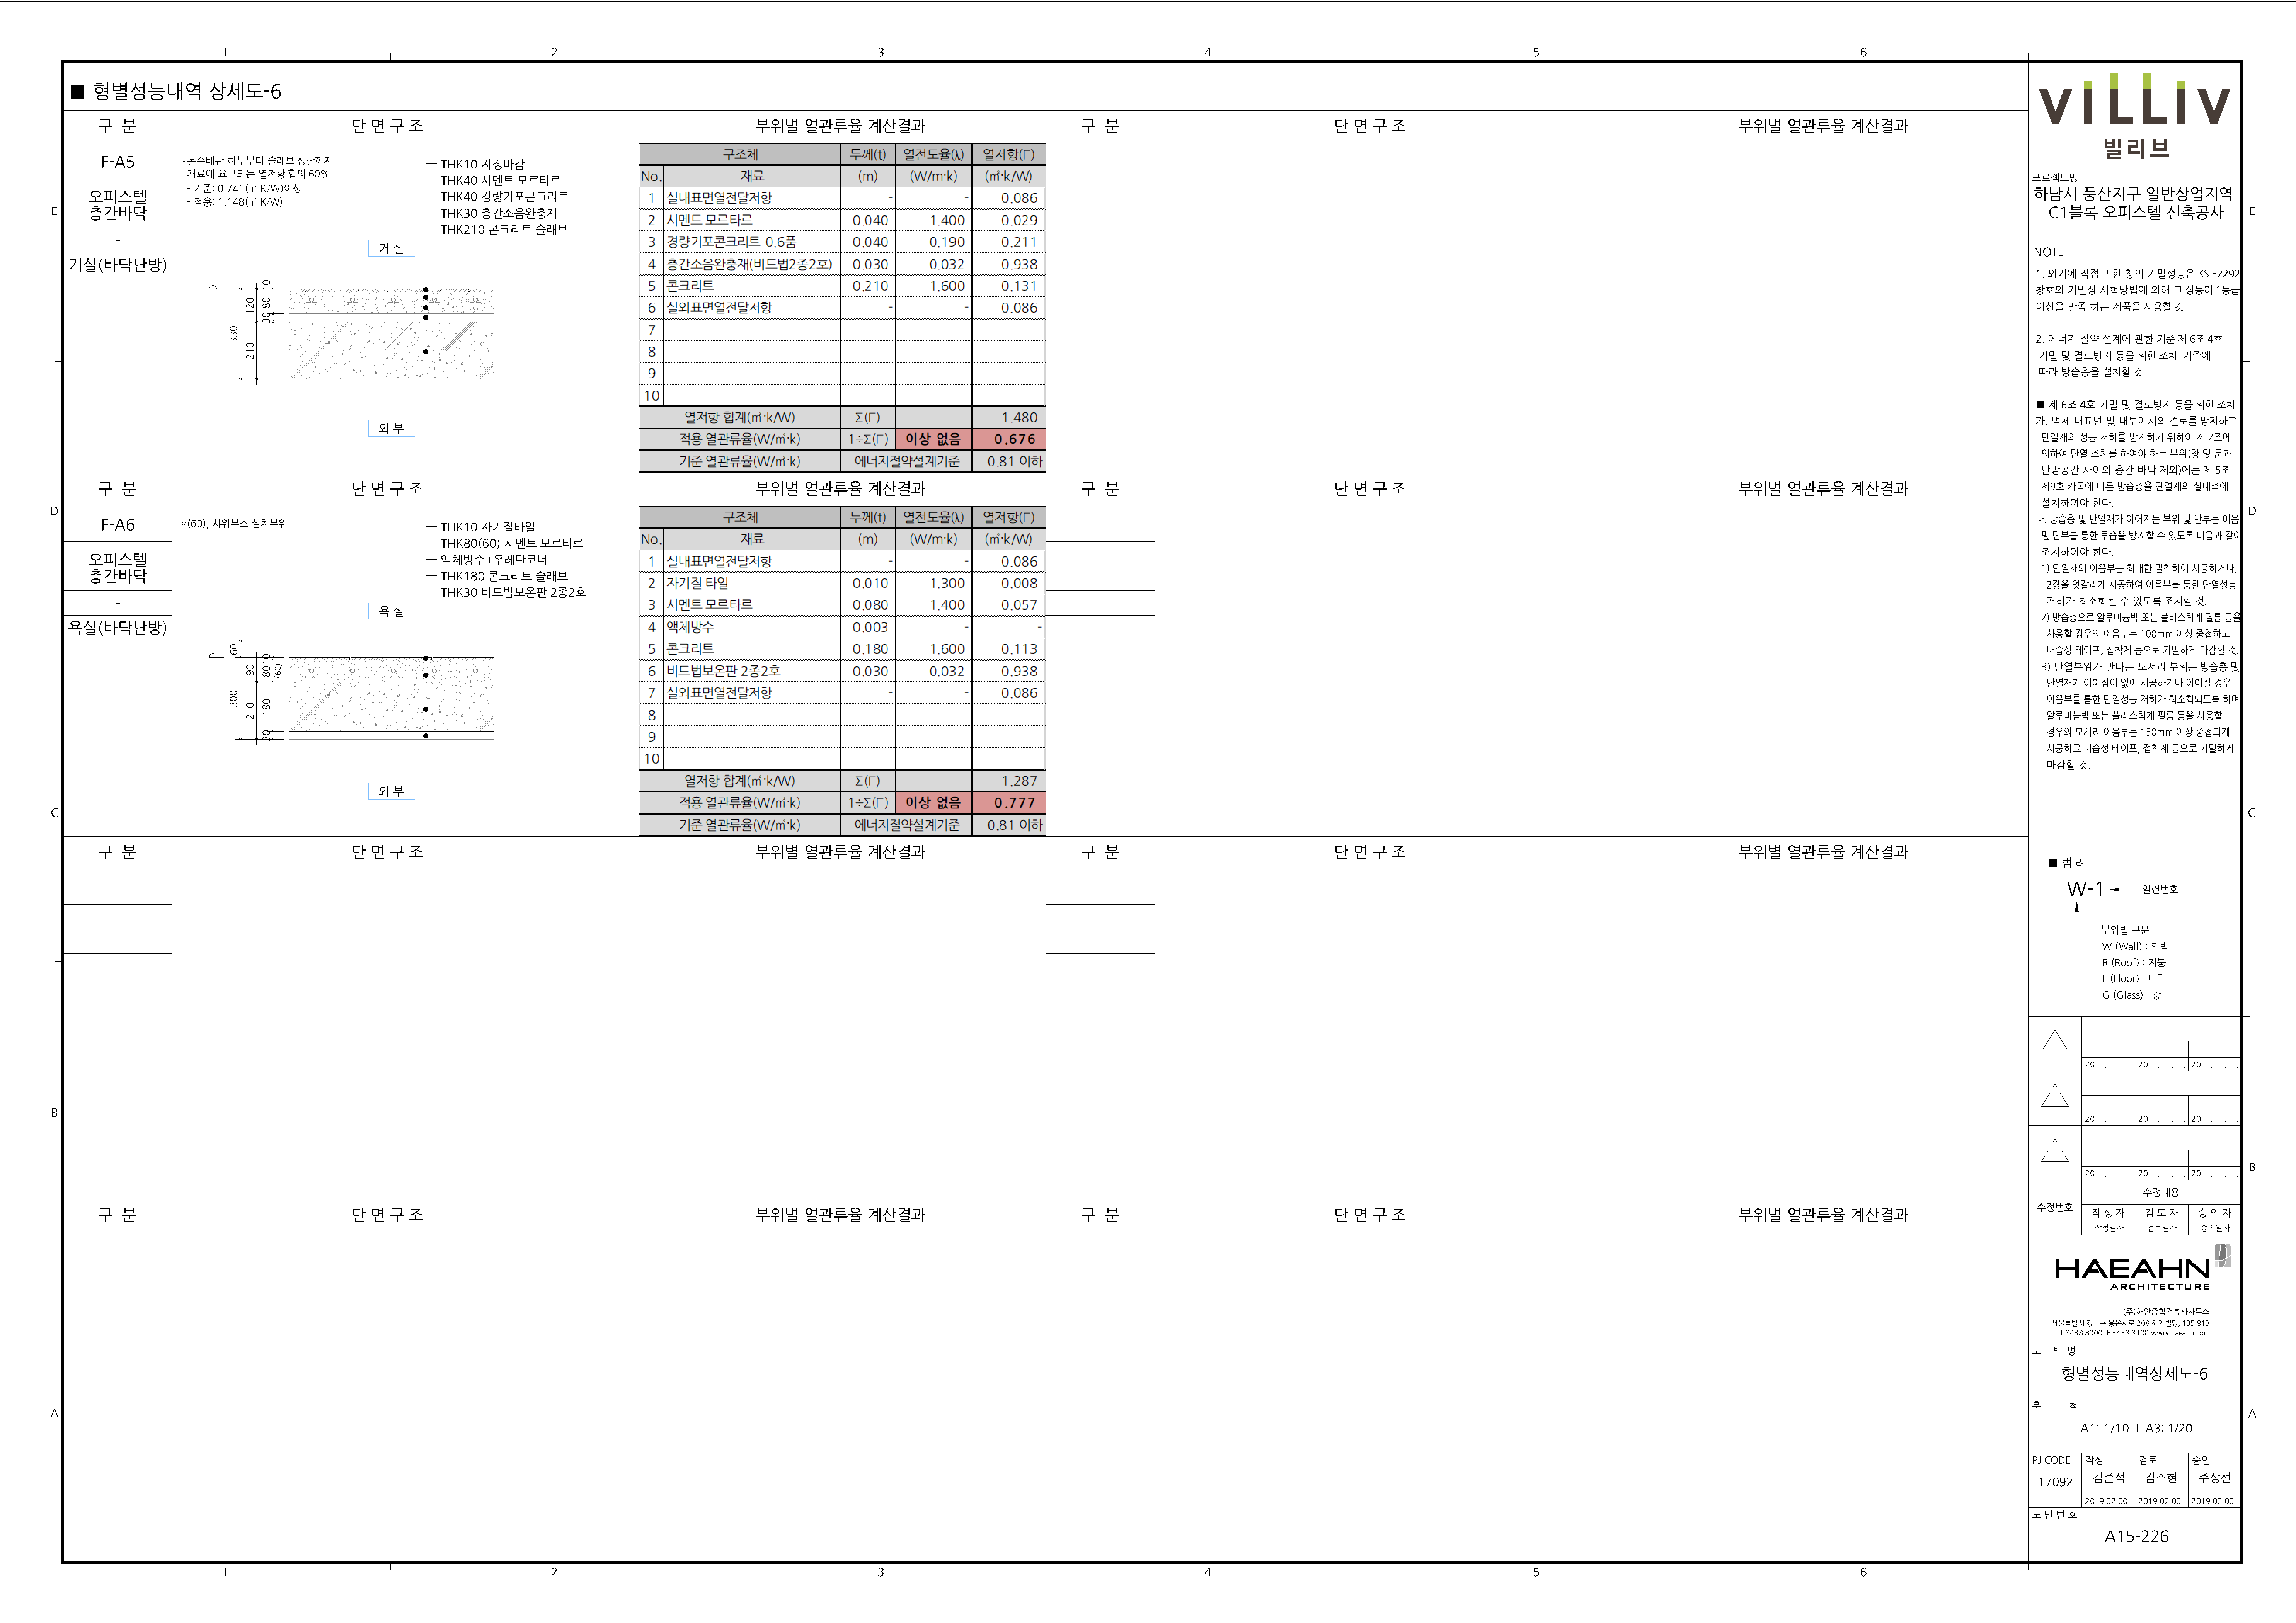 1 2 3 4 5 6
■ 형별성능내역 상세도-6
구 분 단 면 구 조 부위별 열관류율 계산결과 구 분 단 면 구 조 부위별 열관류율 계산결과
F-A5
오피스텔
층간바닥
-
거실(바닥난방)
*온수배관 하부부터 슬래브 상단까지
재료에 요구되는 열저항 합의 60%
- 기준: 0.741(㎡.K/W)이상
- 적용: 1.148(㎡.K/W)
THK10 지정마감
THK40 시멘트 모르타르
THK40 경량기포콘크리트
THK30 층간소음완충재
THK210 콘크리트 슬래브
거 실
10
120 80
30
330
210
외 부
구조체 두께(t) 열전도율(λ) 열저항(Γ)
No. 재료 (m) (W/m·k) (㎡·k/W)
1 실내표면열전달저항 - - 0.086
2 시멘트 모르타르 0.040 1.400 0.029
3 경량기포콘크리트 0.6품 0.040 0.190 0.211
4 층간소음완충재(비드법2종2호) 0.030 0.032 0.938
5 콘크리트 0.210 1.600 0.131
6 실외표면열전달저항 - - 0.086
7
8
9
10
열저항 합계(㎡·k/W) Σ(Γ) 1.480
적용 열관류율(W/㎡·k) 1÷Σ(Γ) 이상 없음 0.676
기준 열관류율(W/㎡·k) 에너지절약설계기준 0.81 이하
구 분 단 면 구 조 부위별 열관류율 계산결과 구 분 단 면 구 조 부위별 열관류율 계산결과
F-A6
오피스텔
층간바닥
-
욕실(바닥난방)
*(60), 샤워부스 설치부위
THK10 자기질타일
THK80(60) 시멘트 모르타르
액체방수+우레탄코너
THK180 콘크리트 슬래브
THK30 비드법보온판 2종2호
욕 실
60
10
90 80 (60)
300
210 180
30
외 부
구조체 두께(t) 열전도율(λ) 열저항(Γ)
No. 재료 (m) (W/m·k) (㎡·k/W)
1 실내표면열전달저항 - - 0.086
2 자기질 타일 0.010 1.300 0.008
3 시멘트 모르타르 0.080 1.400 0.057
4 액체방수 0.003 - -
5 콘크리트 0.180 1.600 0.113
6 비드법보온판 2종2호 0.030 0.032 0.938
7 실외표면열전달저항 - - 0.086
8
9
10
열저항 합계(㎡·k/W) Σ(Γ) 1.287
적용 열관류율(W/㎡·k) 1÷Σ(Γ) 이상 없음 0.777
기준 열관류율(W/㎡·k) 에너지절약설계기준 0.81 이하
구 분 단 면 구 조 부위별 열관류율 계산결과 구 분 단 면 구 조 부위별 열관류율 계산결과
구 분 단 면 구 조 부위별 열관류율 계산결과 구 분 단 면 구 조 부위별 열관류율 계산결과
E
D
C
B
A
ViLLiV
빌리브
프로젝트명
하남시 풍산지구 일반상업지역
C1블록 오피스텔 신축공사
NOTE
1. 외기에 직접 면한 창의 기밀성능은 KS F2292
창호의 기밀성 시험방법에 의해 그 성능이 1등급
이상을 만족 하는 제품을 사용할 것.
2. 에너지 절약 설계에 관한 기준 제 6조 4호
기밀 및 결로방지 등을 위한 조치 기준에
따라 방습층을 설치할 것.
■ 제 6조 4호 기밀 및 결로방지 등을 위한 조치
가. 벽체 내표면 및 내부에서의 결로를 방지하고
단열재의 성능 저하를 방지하기 위하여 제 2조에
의하여 단열 조치를 하여야 하는 부위(창 및 문과
난방공간 사이의 층간 바닥 제외)에는 제 5조
제9호 카목에 따른 방습층을 단열재의 실내측에
설치하여야 한다.
나. 방습층 및 단열재가 이어지는 부위 및 단부는 이음
및 단부를 통한 투습을 방지할 수 있도록 다음과 같이
조치하여야 한다.
1) 단열재의 이음부는 최대한 밀착하여 시공하거나,
2장을 엇갈리게 시공하여 이음부를 통한 단열성능
저하가 최소화될 수 있도록 조치할 것.
2) 방습층으로 알루미늄박 또는 플라스틱계 필름 등을
사용할 경우의 이음부는 100mm 이상 중첩하고
내습성 테이프, 접착제 등으로 기밀하게 마감할 것.
3) 단열부위가 만나는 모서리 부위는 방습층 및
단열재가 이어짐이 없이 시공하거나 이어질 경우
이음부를 통한 단열성능 저하가 최소화되도록 하며
알루미늄박 또는 플라스틱계 필름 등을 사용할
경우의 모서리 이음부는 150mm 이상 중첩되게
시공하고 내습성 테이프, 접착제 등으로 기밀하게
마감할 것.
■ 범 례
W-1 일련번호
부위별 구분
W (Wall) : 외벽
R (Roof) : 지붕
F (Floor) : 바닥
G (Glass) : 창
20 . . . 20 . . . 20 . . .
20 . . . 20 . . . 20 . . .
20 . . . 20 . . . 20 . . .
수정번호 수정내용
작 성 자 검 토 자 승 인 자
작성일자 검토일자 승인일자
HAEAHN
ARCHITECTURE
(주)해안종합건축사사무소
서울특별시 강남구 봉은사로 208 해안빌딩, 135-913
T.3438 8000 F.3438 8100 www.haeahn.com
도 면 명
형별성능내역상세도-6
축 척
A1: 1/10 I A3: 1/20
PJ CODE 작성 검토 승인
17092 김준석 김소현 주상선
2019.02.00. 2019.02.00. 2019.02.00.
도 면 번 호
A15-226
E
D
C
B
A
1 2 3 4 5 6